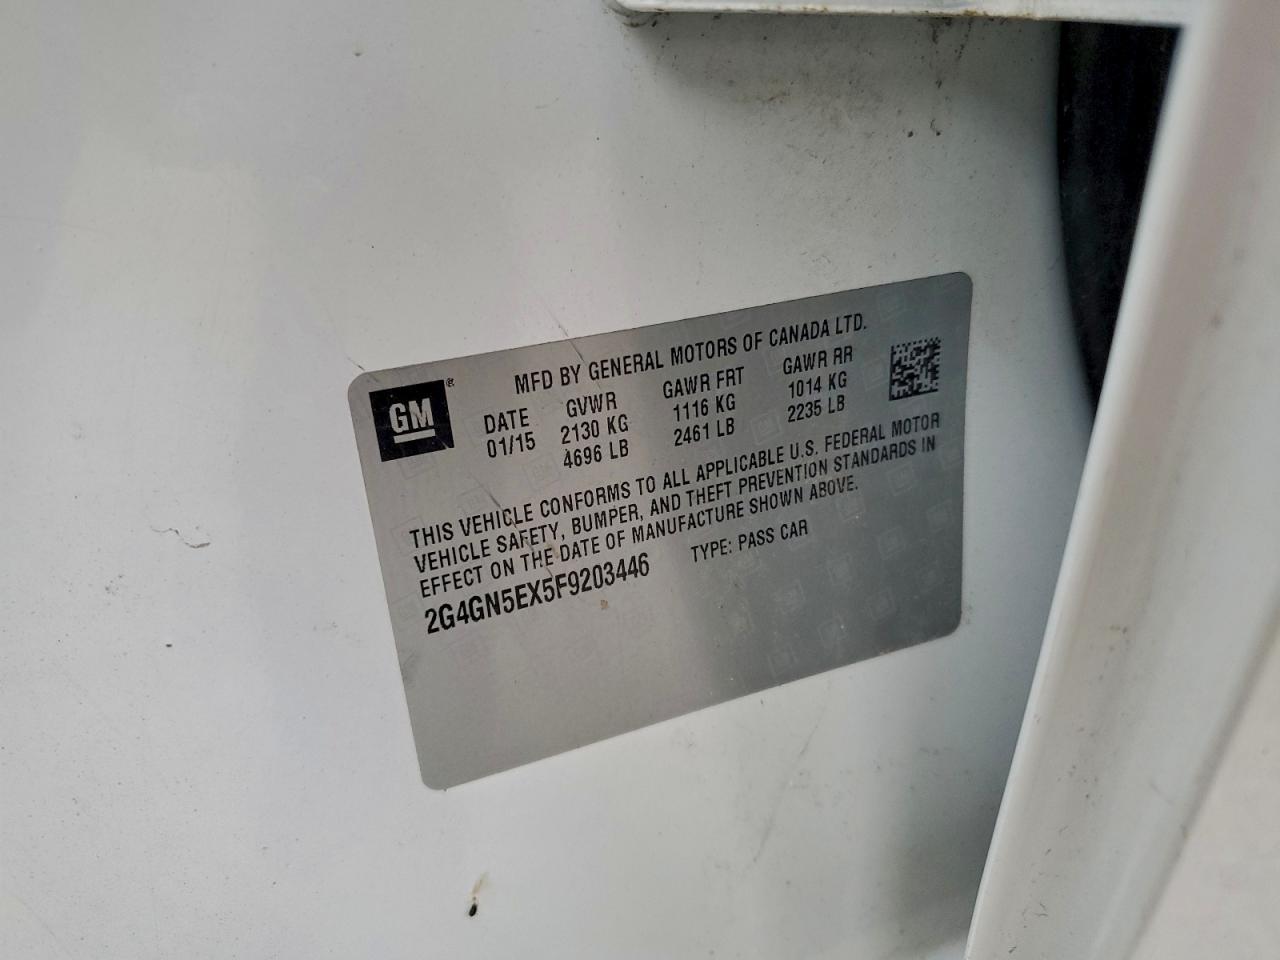 MFD BY GENERAL MOTORS OF CANADA LTD.
GM®
DATE GVWR GAWR FRT GAWR RR
01/15 2130 KG 1116 KG 1014 KG
4696 LB 2461 LB 2235 LB
THIS VEHICLE CONFORMS TO ALL APPLICABLE U.S. FEDERAL MOTOR
VEHICLE SAFETY, BUMPER, AND THEFT PREVENTION STANDARDS IN
EFFECT ON THE DATE OF MANUFACTURE SHOWN ABOVE.
2G4GN5EX5F9203446 TYPE: PASS CAR